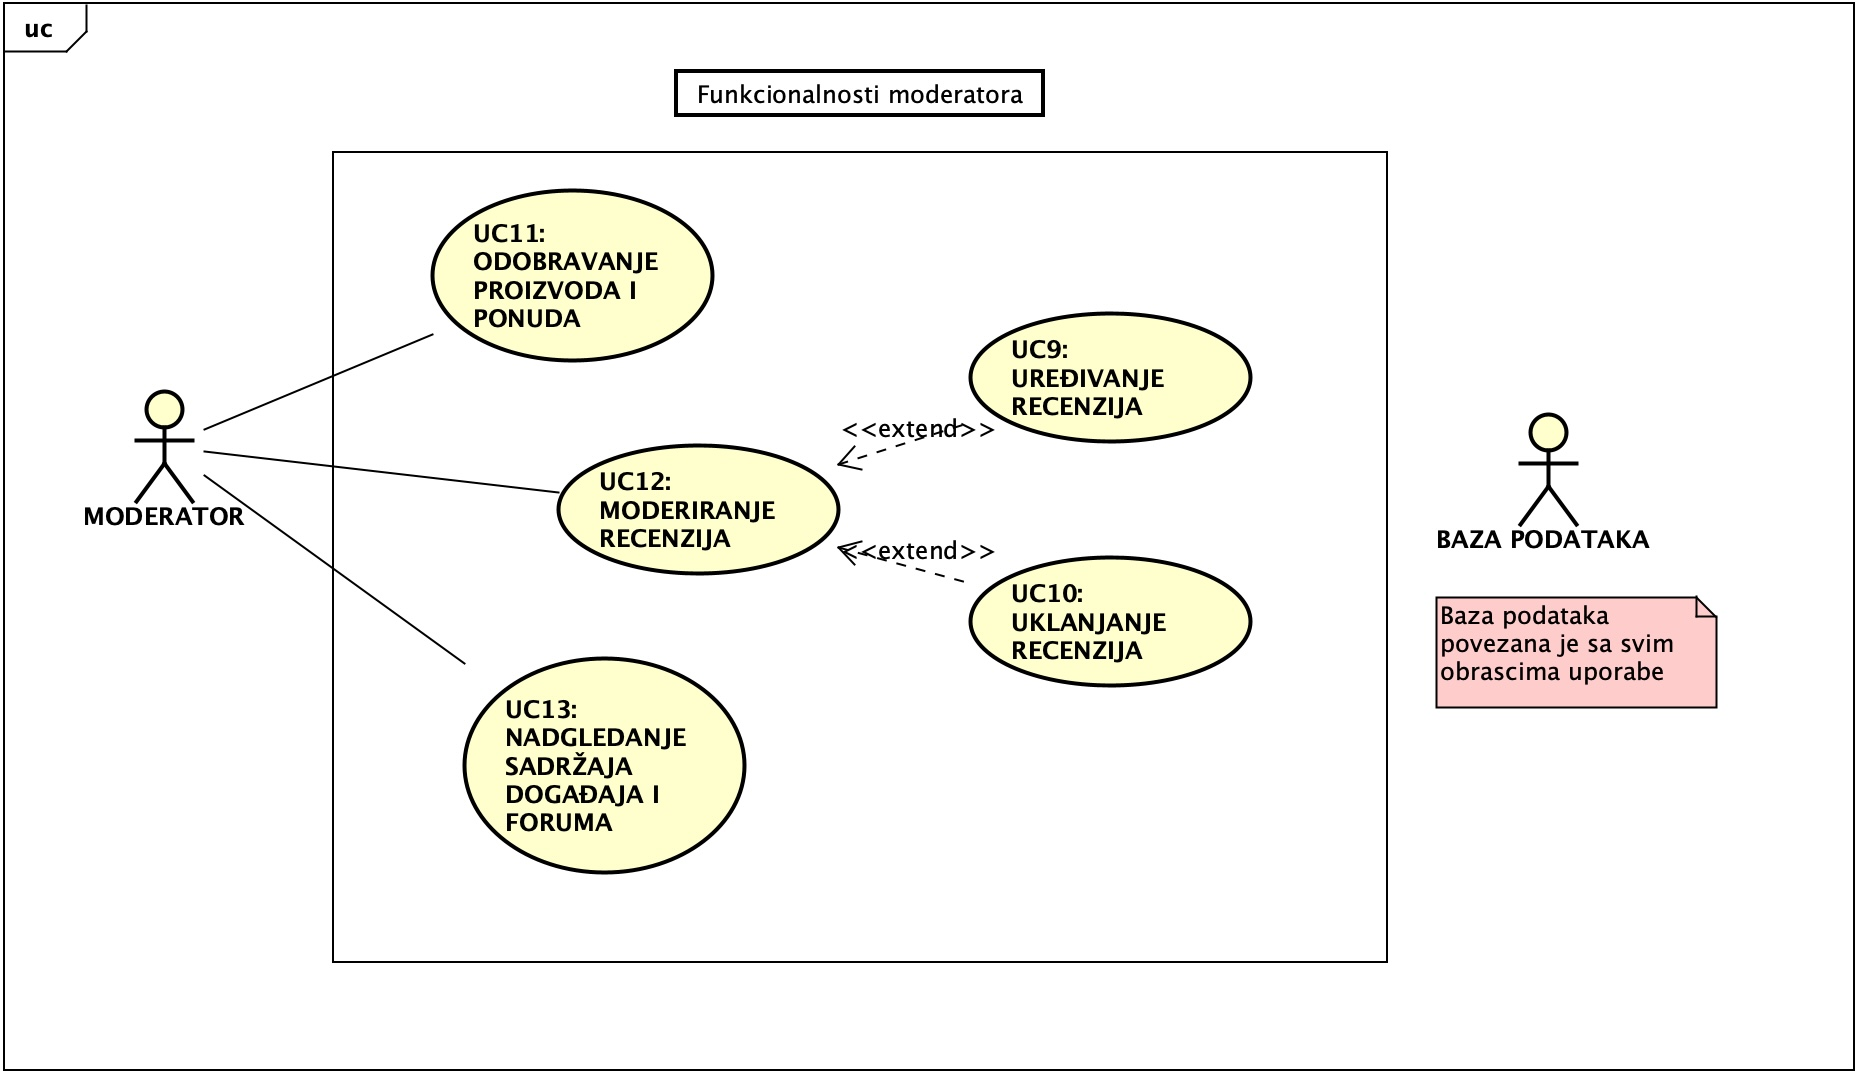 uc
Funkcionalnosti moderatora
UC11:
ODOBRAVANJE
PROIZVODA I
PONUDA
UC9:
UREĐIVANJE
RECENZIJA
<<extend>>
MODERATOR
UC12:
MODERIRANJE
RECENZIJA
BAZA PODATAKA
<<extend>>
UC10:
UKLANJANJE
RECENZIJA
Baza podataka
povezana je sa svim
obrascima uporabe
UC13:
NADGLEDANJE
SADRŽAJA
DOGAĐAJA I
FORUMA